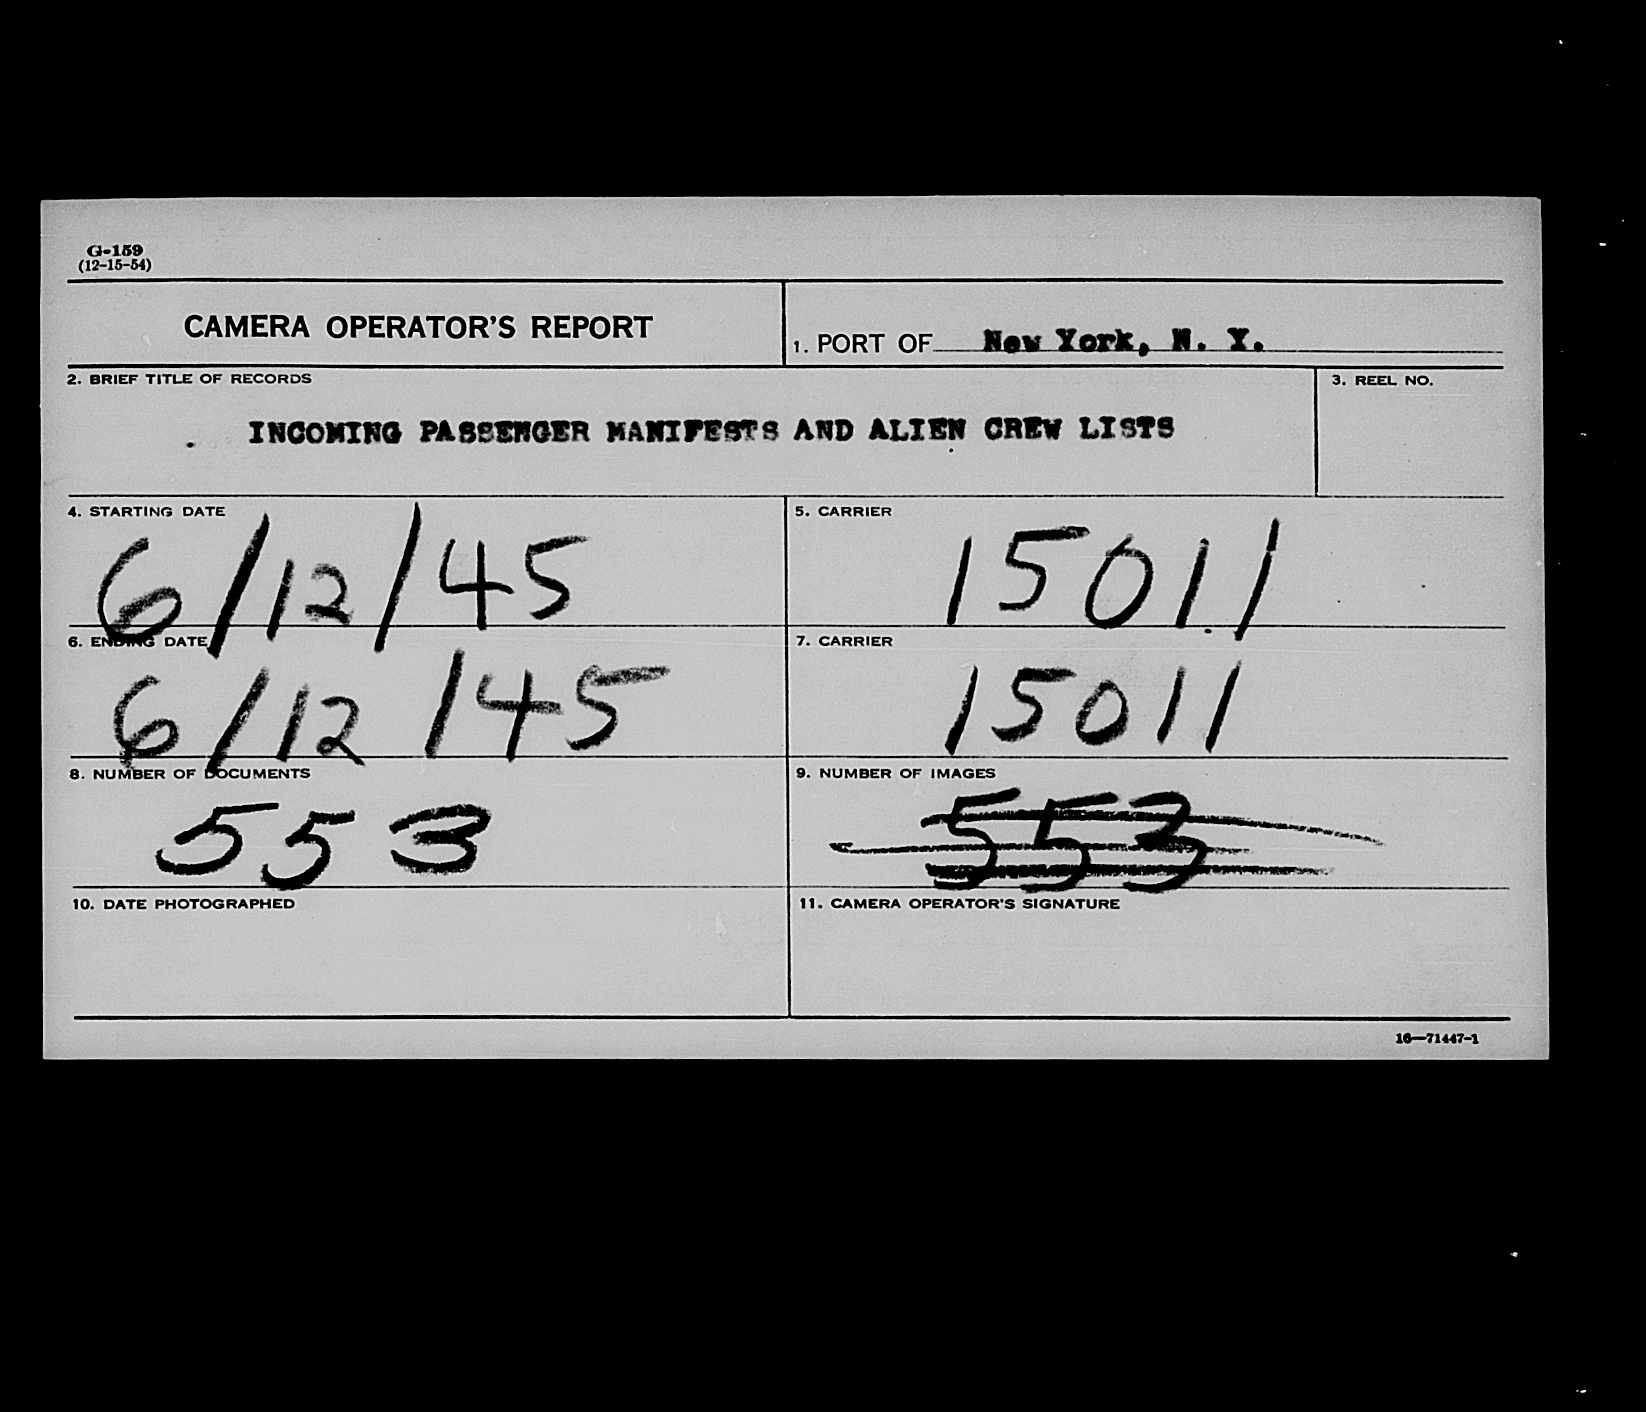 G-159
(12-15-54)
CAMERA OPERATOR'S REPORT
1. PORT OF New York, N. Y.
2. BRIEF TITLE OF RECORDS
3. REEL NO.
INCOMING PASSENGER MANIFESTS AND ALIEN CREW LISTS
4. STARTING DATE
6/12/45
5. CARRIER
15011
6. ENDING DATE
6/12/45
7. CARRIER
15011
8. NUMBER OF DOCUMENTS
553
9. NUMBER OF IMAGES
553
10. DATE PHOTOGRAPHED
11. CAMERA OPERATOR'S SIGNATURE
16—71447-1